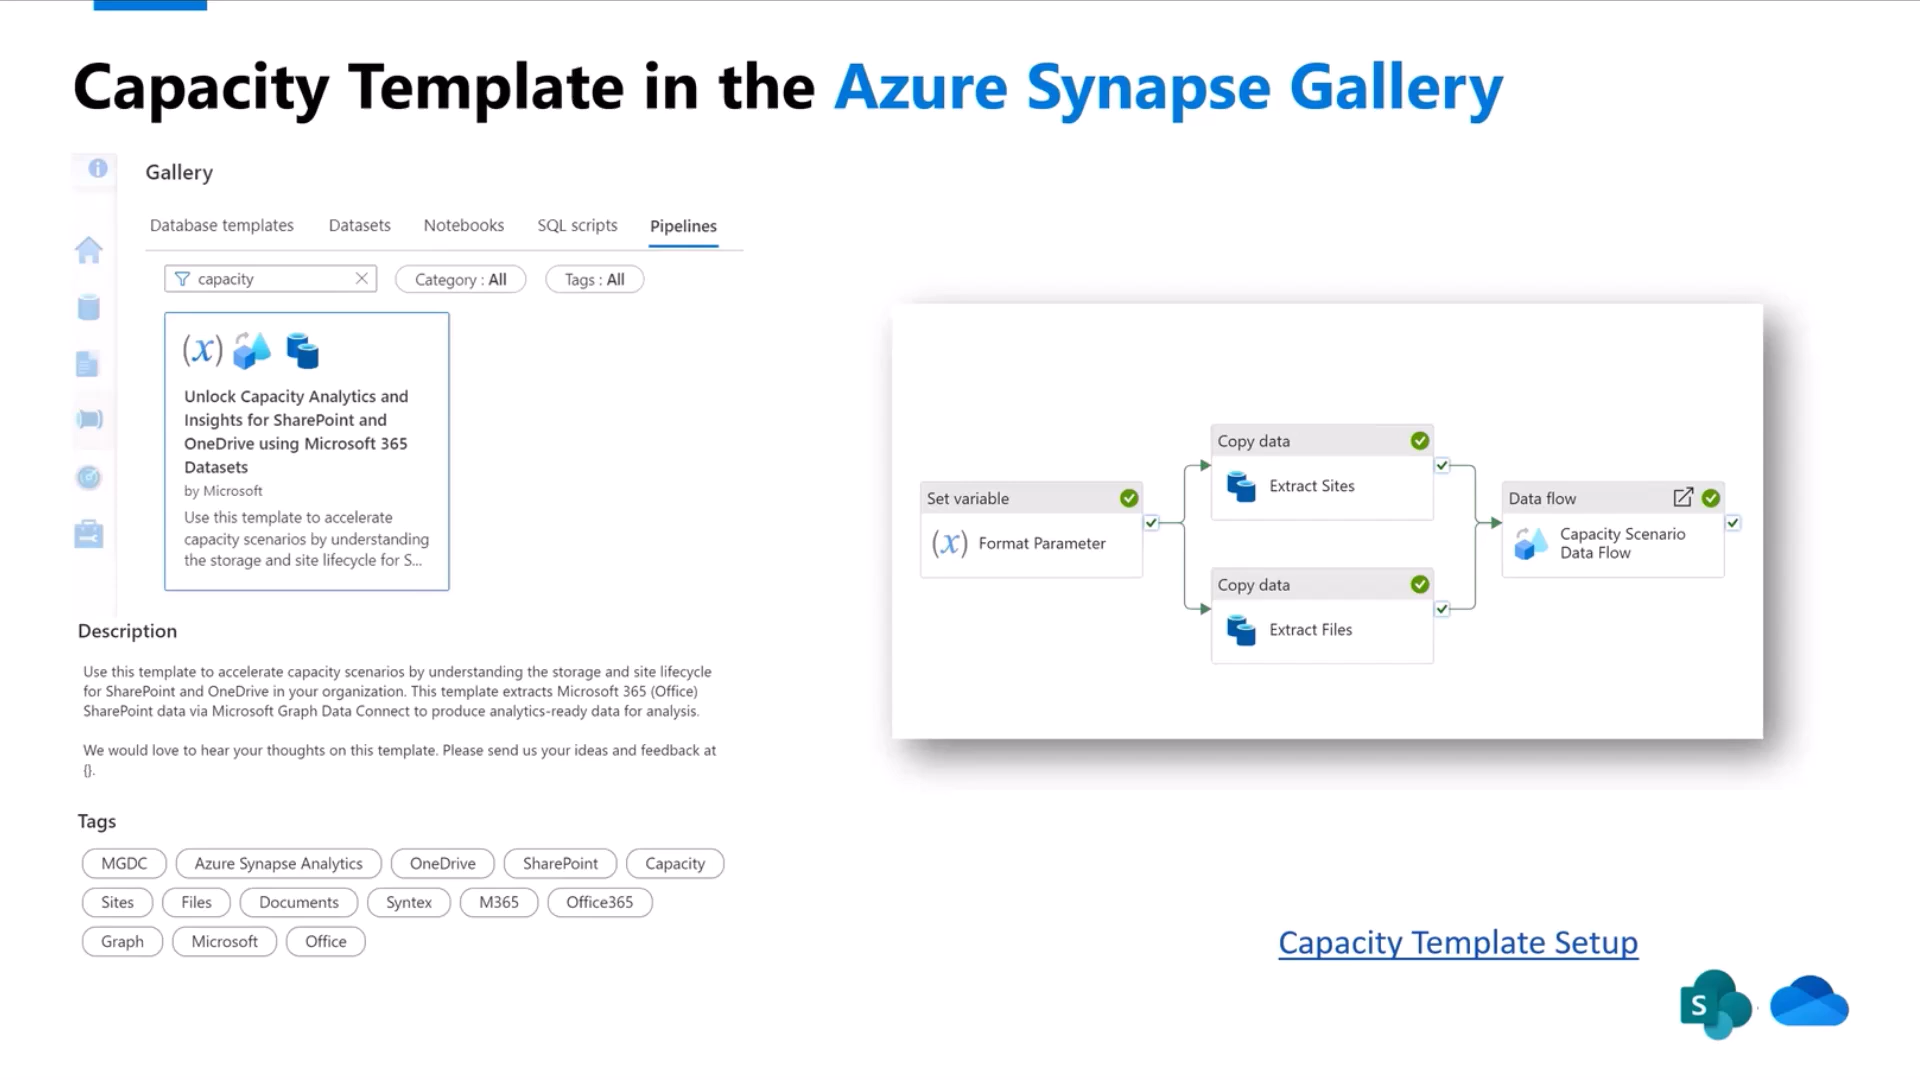 Capacity Template in the Azure Synapse Gallery
Gallery
Database templates Datasets Notebooks SQL scripts Pipelines
capacity Category : All Tags : All
(x)
Unlock Capacity Analytics and
Insights for SharePoint and
OneDrive using Microsoft 365
Datasets
by Microsoft
Use this template to accelerate
capacity scenarios by understanding
the storage and site lifecycle for S...
Description
Use this template to accelerate capacity scenarios by understanding the storage and site lifecycle
for SharePoint and OneDrive in your organization. This template extracts Microsoft 365 (Office)
SharePoint data via Microsoft Graph Data Connect to produce analytics-ready data for analysis.
We would love to hear your thoughts on this template. Please send us your ideas and feedback at
{}.
Tags
MGDC Azure Synapse Analytics OneDrive SharePoint Capacity
Sites Files Documents Syntex M365 Office365
Graph Microsoft Office
Set variable
(x) Format Parameter
Copy data
Extract Sites
Copy data
Extract Files
Data flow
Capacity Scenario
Data Flow
Capacity Template Setup
S